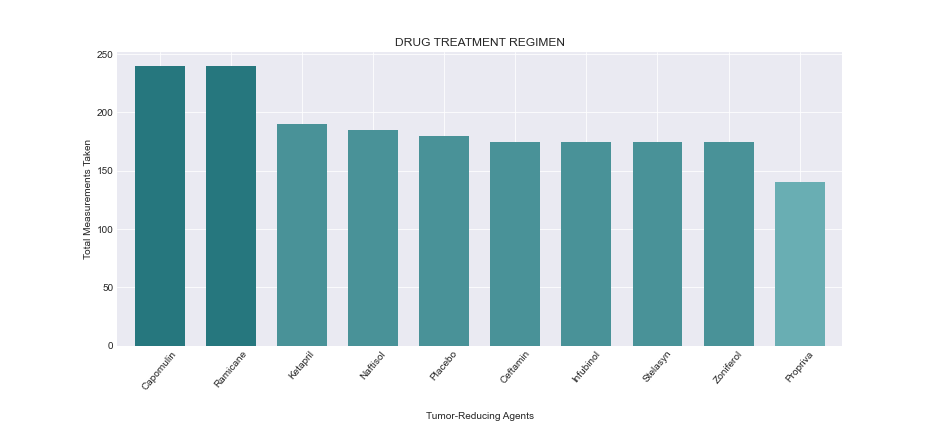 DRUG TREATMENT REGIMEN
250
200
150
100
50
0
Total Measurements Taken
Capomulin
Ramicane
Ketapril
Naftisol
Placebo
Ceftamin
Infubinol
Stelasyn
Zoniferol
Propriva
Tumor-Reducing Agents